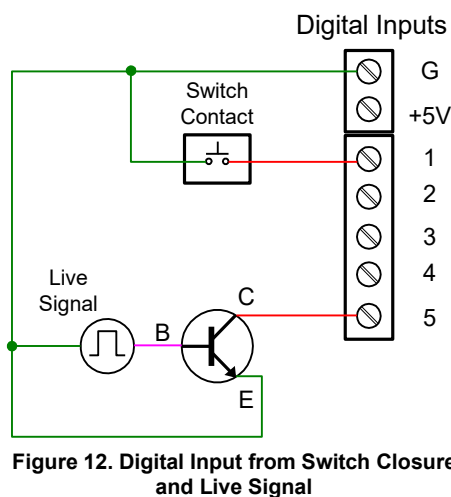 Digital Inputs
G
+5V
Switch
Contact
1
2
3
4
5
Live
Signal
B
C
E
Figure 12. Digital Input from Switch Closure
and Live Signal